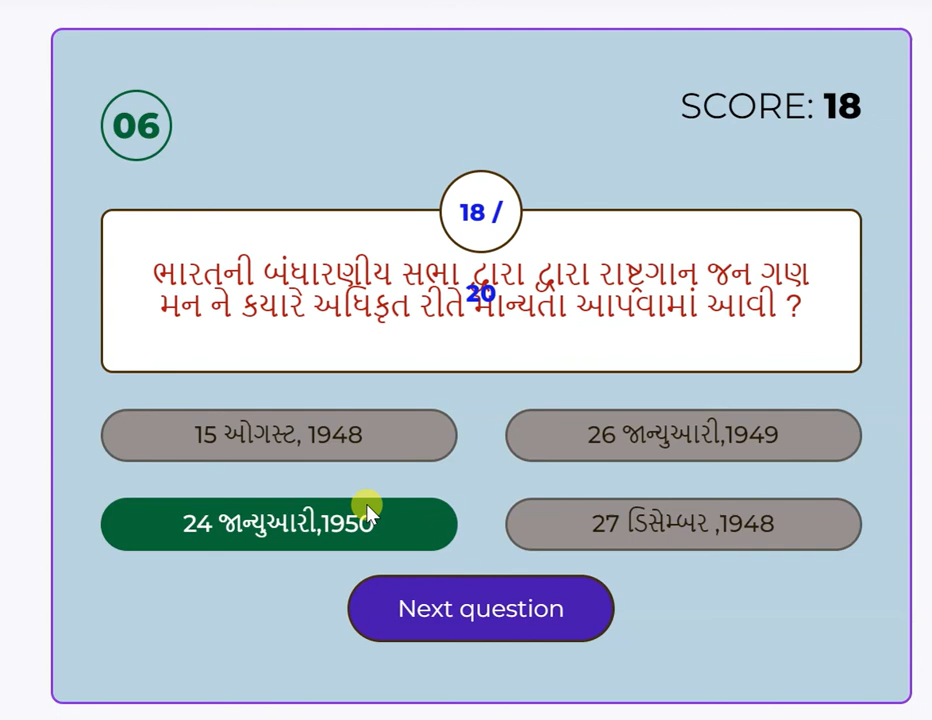 06
SCORE: 18
18 /
20
ભારતની બંધારણીય સભા દ્વારા દ્વારા રાષ્ટ્રગાન જન ગણ
મન ને કયારે અધિકૃત રીતે માન્યતા આપવામાં આવી ?
15 ઓગસ્ટ, 1948
26 જાન્યુઆરી,1949
24 જાન્યુઆરી,1950
27 ડિસેમ્બર ,1948
Next question